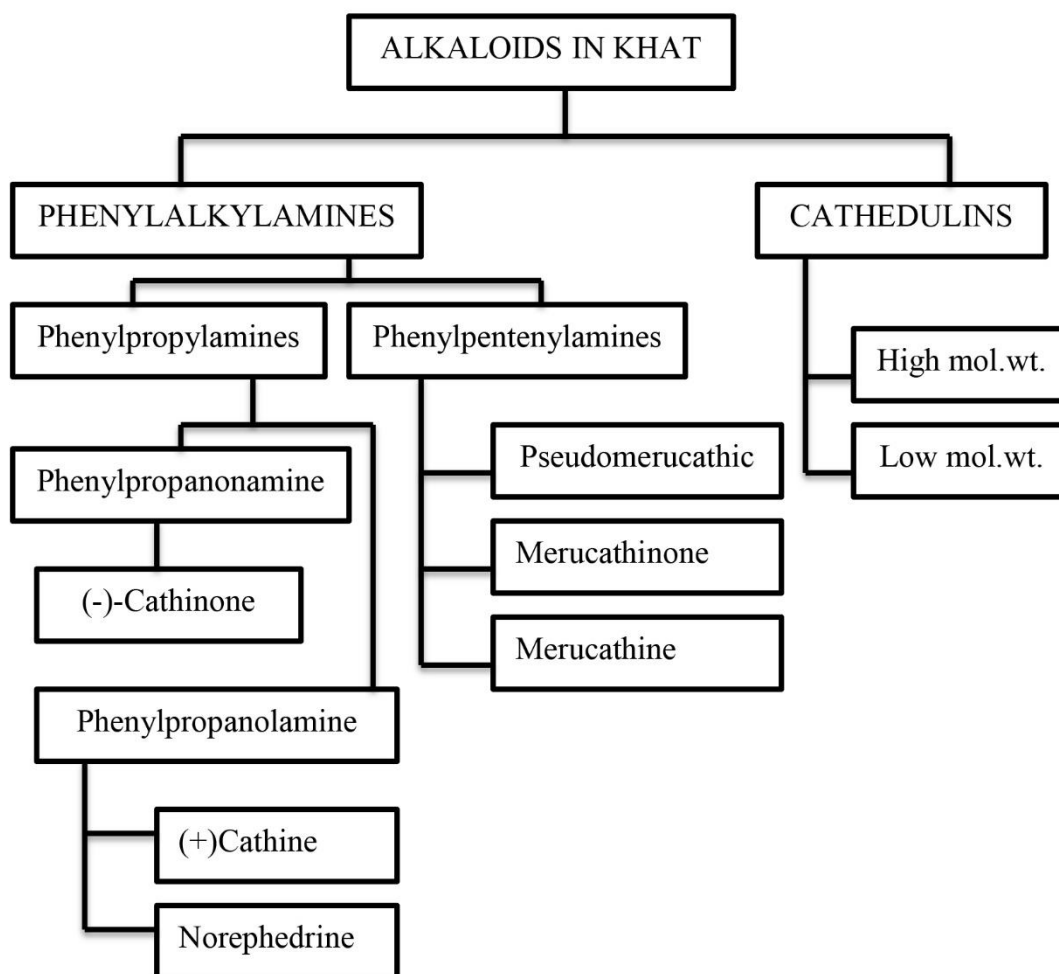 ALKALOIDS IN KHAT
PHENYLALKYLAMINES
CATHEDULINS
Phenylpropylamines
Phenylpentenylamines
High mol.wt.
Low mol.wt.
Phenylpropanonamine
Pseudomerucathic
Merucathinone
(-)-Cathinone
Merucathine
Phenylpropanolamine
(+)Cathine
Norephedrine